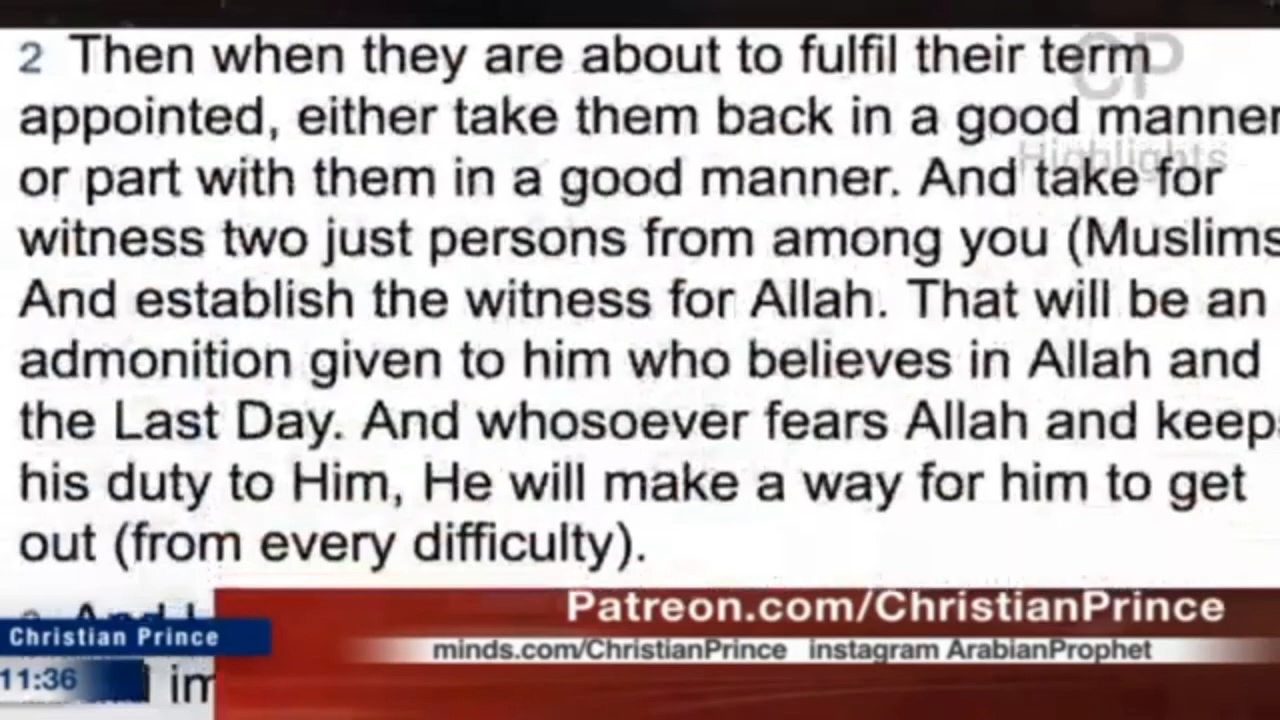 CP
Highlights
2 Then when they are about to fulfil their term
appointed, either take them back in a good manner
or part with them in a good manner. And take for
witness two just persons from among you (Muslims
And establish the witness for Allah. That will be an
admonition given to him who believes in Allah and
the Last Day. And whosoever fears Allah and keep
his duty to Him, He will make a way for him to get
out (from every difficulty).
Patreon.com/ChristianPrince
Christian Prince
minds.com/ChristianPrince instagram ArabianProphet
11:36
im